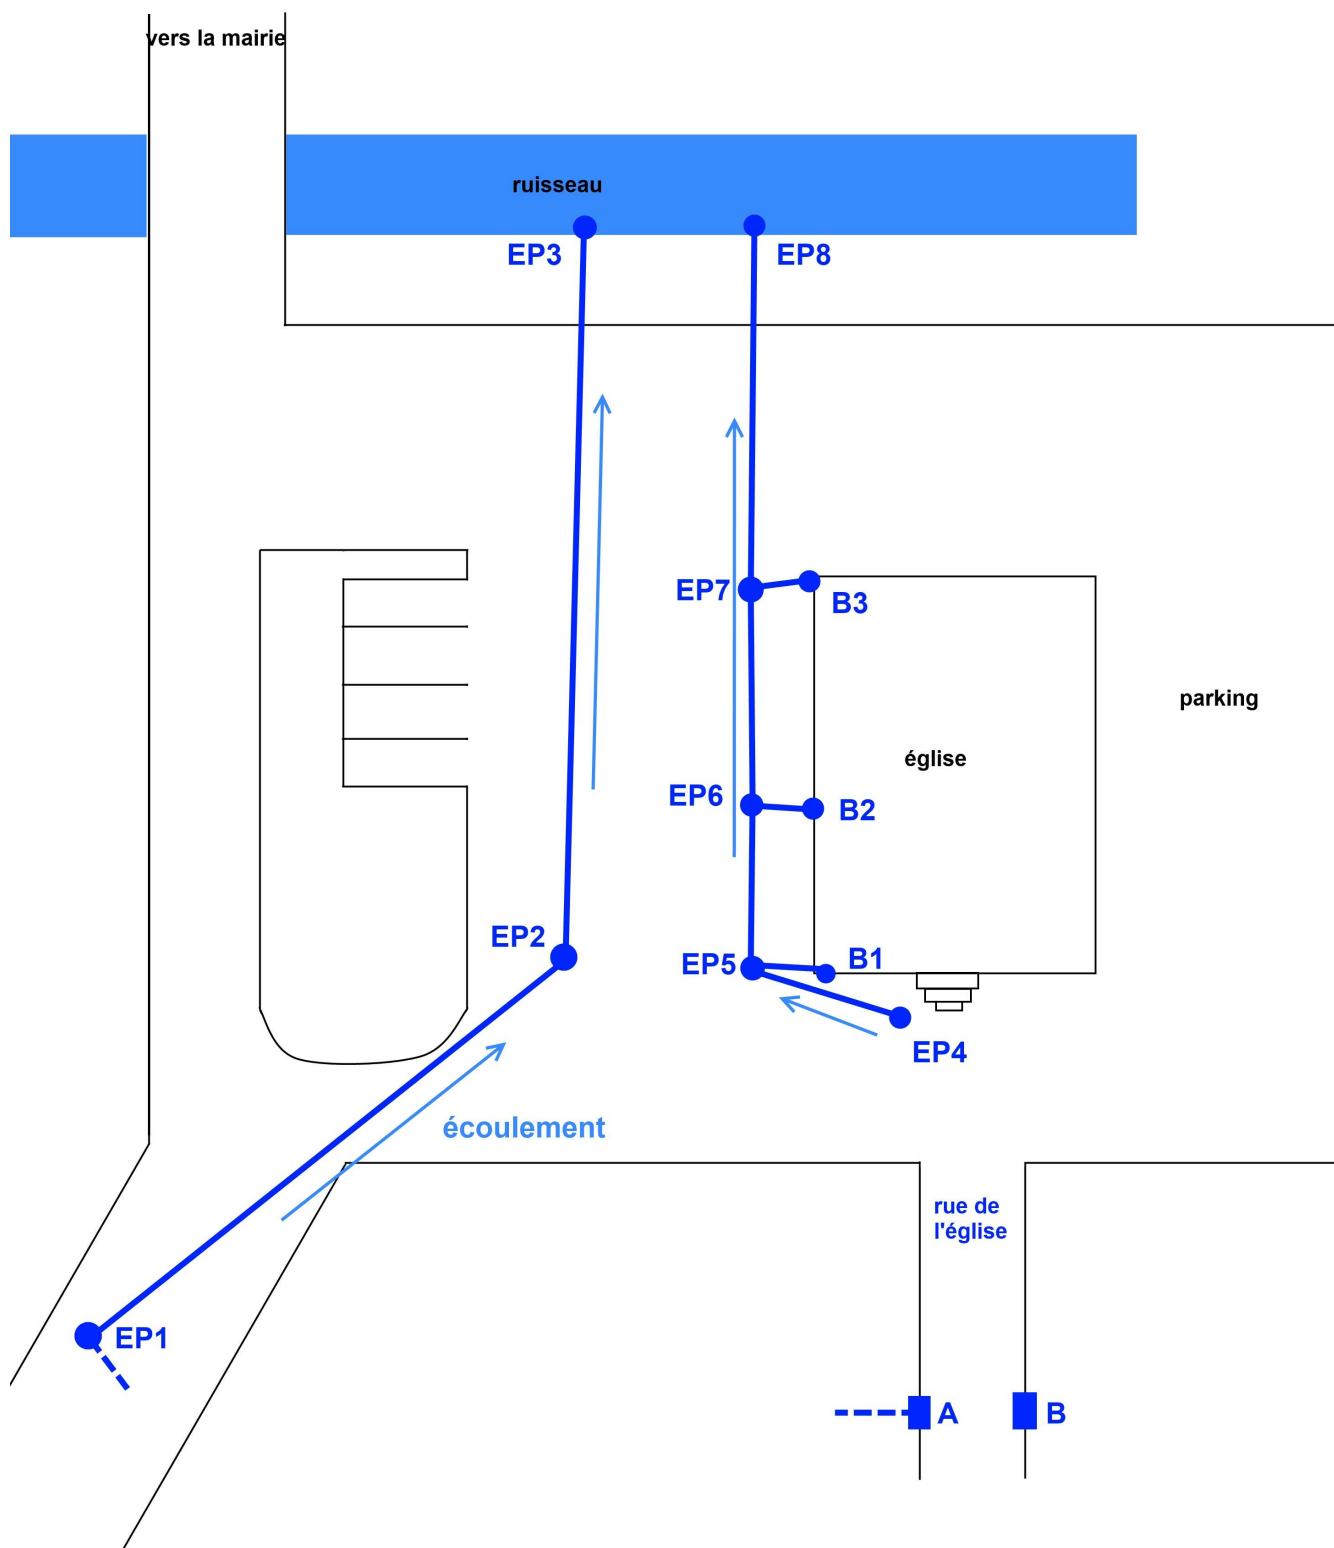 vers la mairie
ruisseau
EP3
EP8
EP7
B3
parking
église
EP6
B2
EP2
EP5
B1
EP4
écoulement
rue de
l'église
EP1
A
B